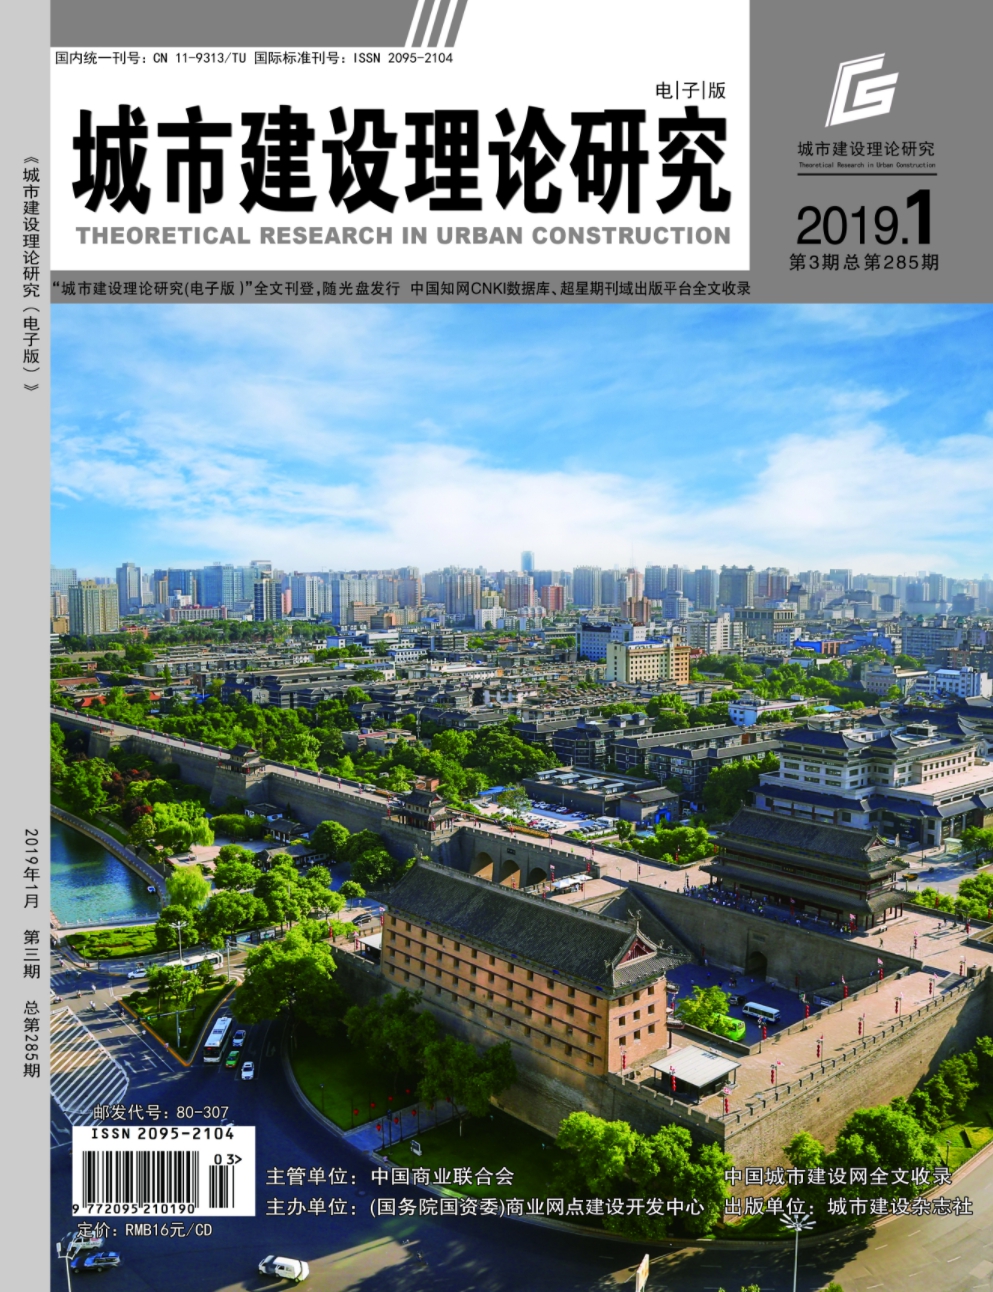 国内统一刊号：CN 11-9313/TU 国际标准刊号：ISSN 2095-2104
电|子|版
城市建设理论研究
THEORETICAL RESEARCH IN URBAN CONSTRUCTION
城市建设理论研究
Theoretical Research in Urban Construction
2019.1
第3期总第285期
“城市建设理论研究(电子版)”全文刊登,随光盘发行 中国知网CNKI数据库、超星期刊域出版平台全文收录
《城市建设理论研究（电子版）》
2019年1月 第三期 总第285期
邮发代号：80-307
ISSN 2095-2104
03>
9 772095 210190
定价：RMB16元/CD
主管单位：中国商业联合会
中国城市建设网全文收录
主办单位：(国务院国资委)商业网点建设开发中心
出版单位：城市建设杂志社